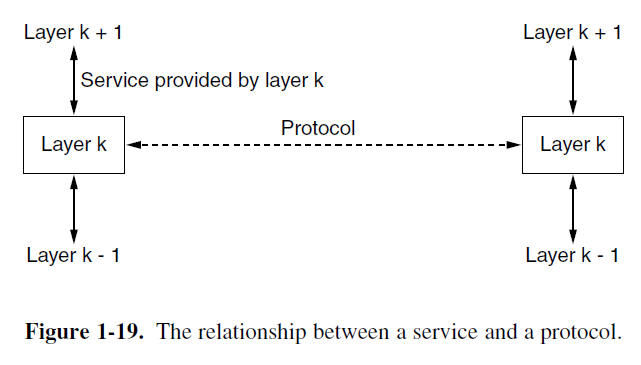 Layer k + 1 Layer k + 1
Service provided by layer k
Protocol
Layer k Layer k
Layer k - 1 Layer k - 1
Figure 1-19. The relationship between a service and a protocol.